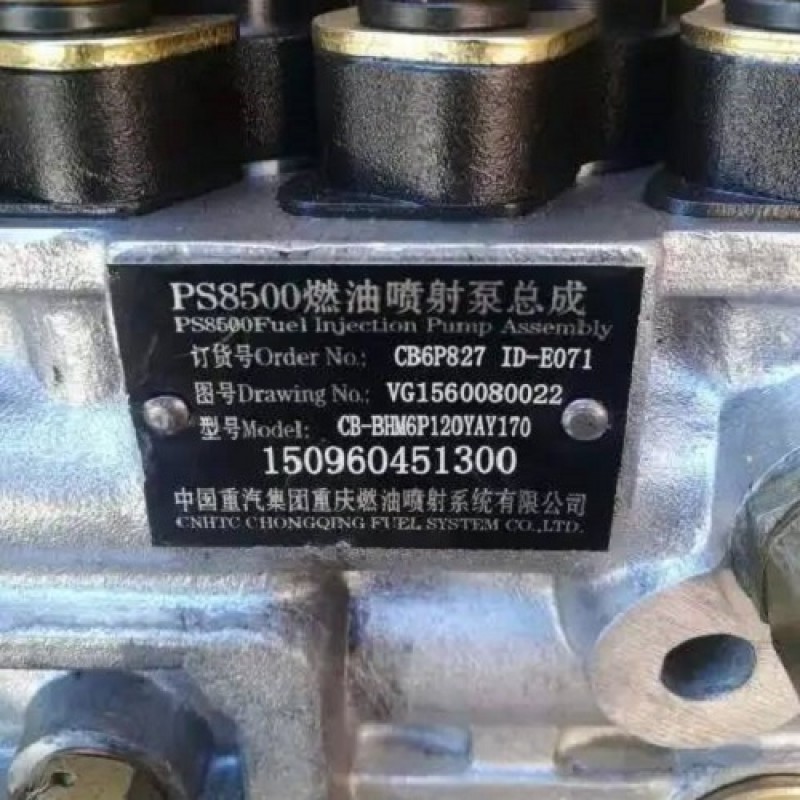 PS8500燃油喷射泵总成
PS8500Fuel Injection Pump Assembly
订货号Order No.: CB6P827 ID-E071
图号Drawing No.: VG1560080022
型号Model: CB-BHM6P120YAY170
150960451300
中国重汽集团重庆燃油喷射系统有限公司
CNHTC CHONGQING FUEL SYSTEM CO.,LTD.